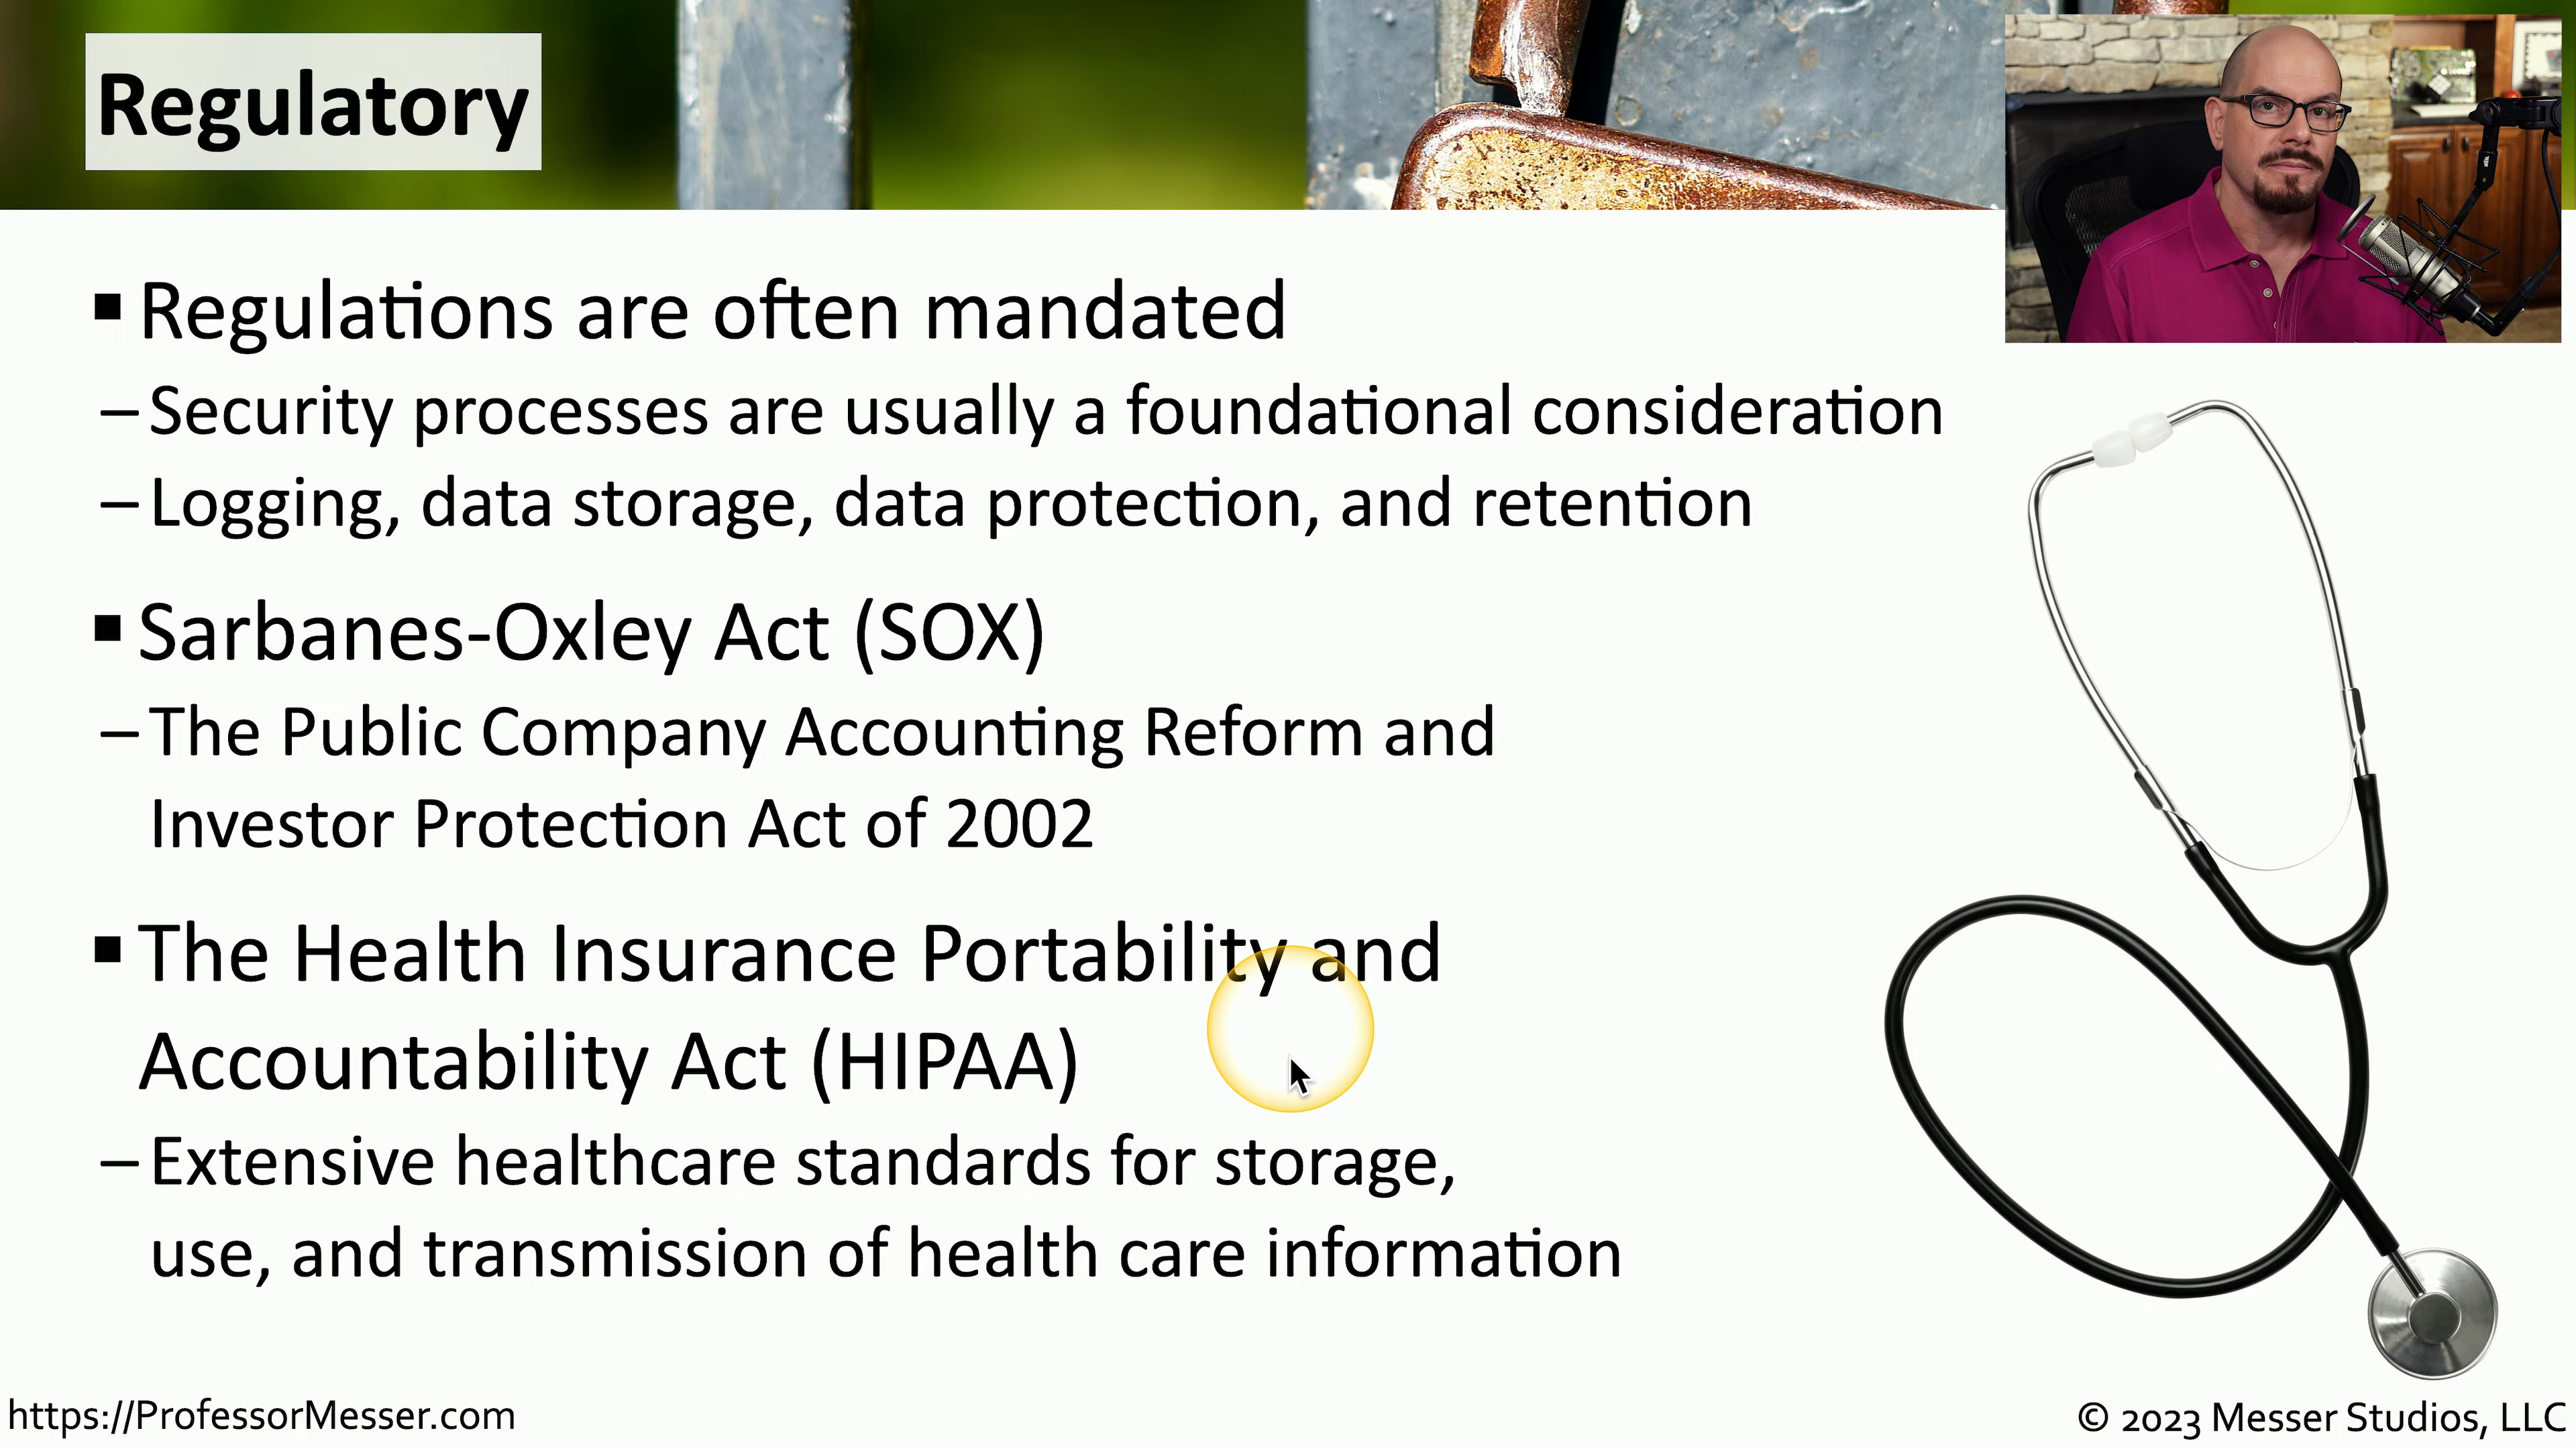 Regulatory
▪ Regulations are often mandated
– Security processes are usually a foundational consideration
– Logging, data storage, data protection, and retention
▪ Sarbanes-Oxley Act (SOX)
– The Public Company Accounting Reform and
Investor Protection Act of 2002
▪ The Health Insurance Portability and
Accountability Act (HIPAA)
– Extensive healthcare standards for storage,
use, and transmission of health care information
https://ProfessorMesser.com
© 2023 Messer Studios, LLC